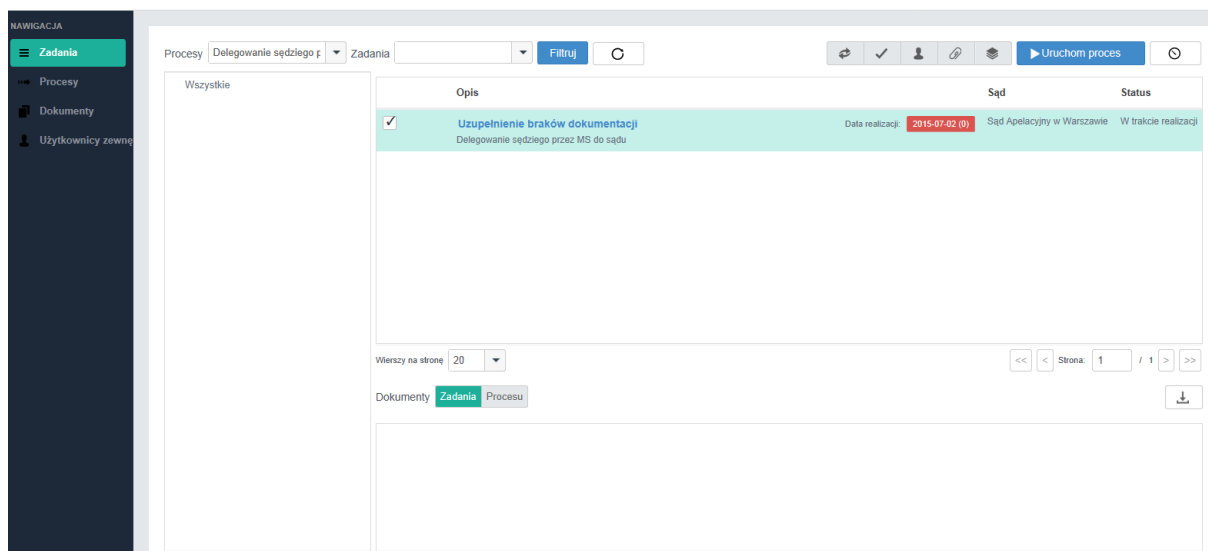 NAWIGACJA
Zadania
Procesy
Dokumenty
Użytkownicy zewnę
Procesy Delegowanie sędziego p Zadania Filtruj Uruchom proces
Wszystkie
Opis Sąd Status
Uzupełnienie braków dokumentacji Data realizacji: 2015-07-02 (0) Sąd Apelacyjny w Warszawie W trakcie realizacji
Delegowanie sędziego przez MS do sądu
Wierszy na stronę 20 << < Strona: 1 / 1 > >>
Dokumenty Zadania Procesu